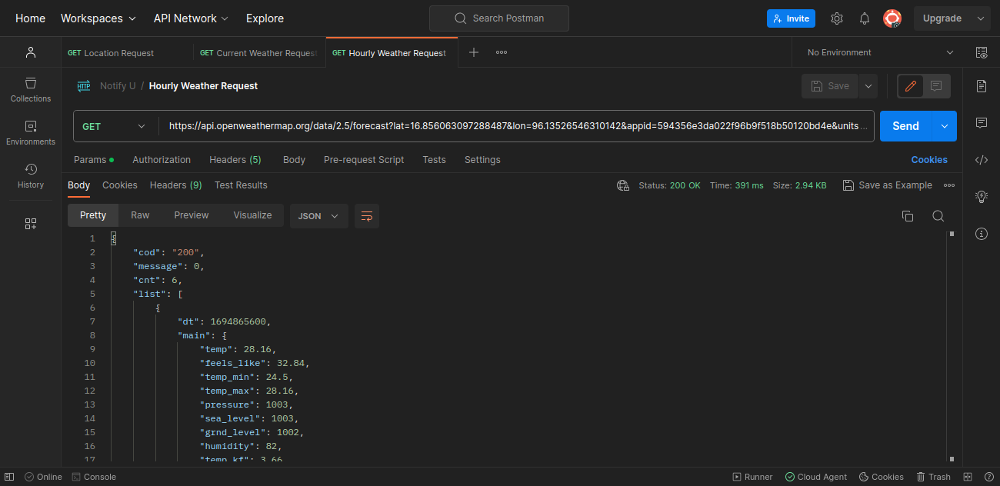 Home Workspaces API Network Explore Search Postman Invite Upgrade
GET Location Request GET Current Weather Reques GET Hourly Weather Request No Environment
HTTP Notify U / Hourly Weather Request Save
Collections
GET https://api.openweathermap.org/data/2.5/forecast?lat=16.856063097288487&lon=96.13526546310142&appid=594356e3da022f96b9f518b50120bd4e&units... Send
Environments
Params Authorization Headers (5) Body Pre-request Script Tests Settings Cookies
History
Body Cookies Headers (9) Test Results Status: 200 OK Time: 391 ms Size: 2.94 KB Save as Example
Pretty Raw Preview Visualize JSON
1 {
2 "cod": "200",
3 "message": 0,
4 "cnt": 6,
5 "list": [
6 {
7 "dt": 1694865600,
8 "main": {
9 "temp": 28.16,
10 "feels_like": 32.84,
11 "temp_min": 24.5,
12 "temp_max": 28.16,
13 "pressure": 1003,
14 "sea_level": 1003,
15 "grnd_level": 1002,
16 "humidity": 82,
17 "temp_kf": 3.66
Online Console Runner Cloud Agent Cookies Trash